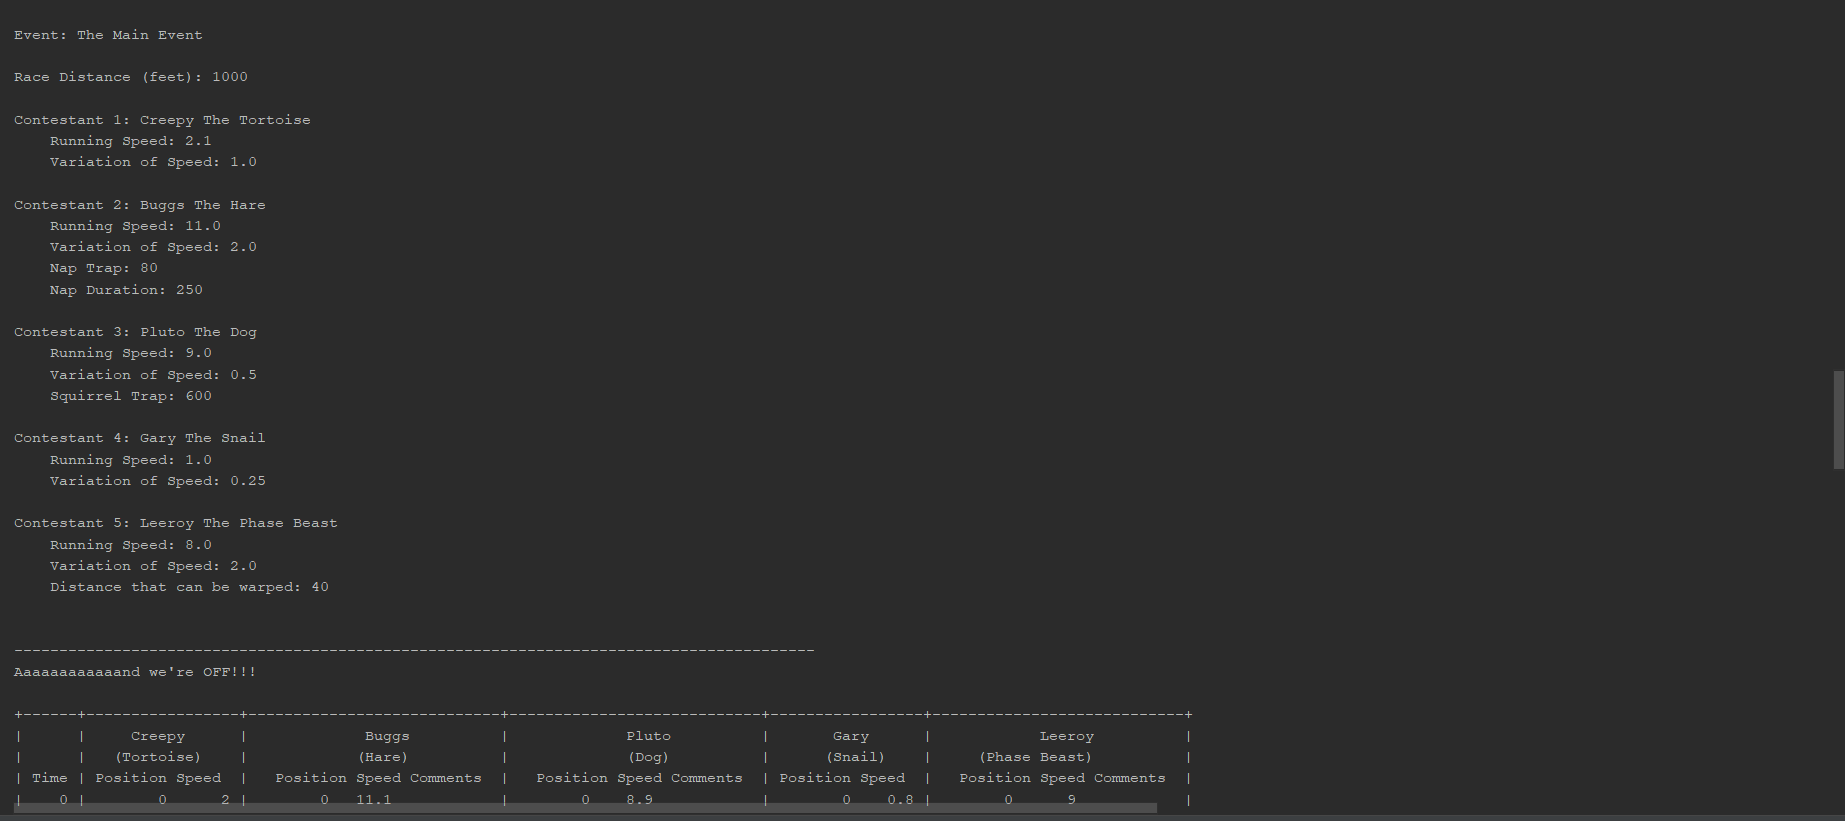 Event: The Main Event
Race Distance (feet): 1000
Contestant 1: Creepy The Tortoise
Running Speed: 2.1
Variation of Speed: 1.0
Contestant 2: Buggs The Hare
Running Speed: 11.0
Variation of Speed: 2.0
Nap Trap: 80
Nap Duration: 250
Contestant 3: Pluto The Dog
Running Speed: 9.0
Variation of Speed: 0.5
Squirrel Trap: 600
Contestant 4: Gary The Snail
Running Speed: 1.0
Variation of Speed: 0.25
Contestant 5: Leeroy The Phase Beast
Running Speed: 8.0
Variation of Speed: 2.0
Distance that can be warped: 40
-----------------------------------------------------------------------------------------
Aaaaaaaaaaaand we're OFF!!!
+------+-----------------+----------------------------+----------------------------+-----------------+----------------------------+
|      |     Creepy      |            Buggs           |            Pluto           |      Gary       |              Leeroy        |
|      |   (Tortoise)    |            (Hare)          |            (Dog)           |     (Snail)     |    (Phase Beast)           |
| Time | Position Speed  |   Position Speed Comments  |   Position Speed Comments  | Position Speed  |   Position Speed Comments  |
|    0 |        0      2 |        0   11.1            |        0    8.9            |        0    0.8 |        0      9            |